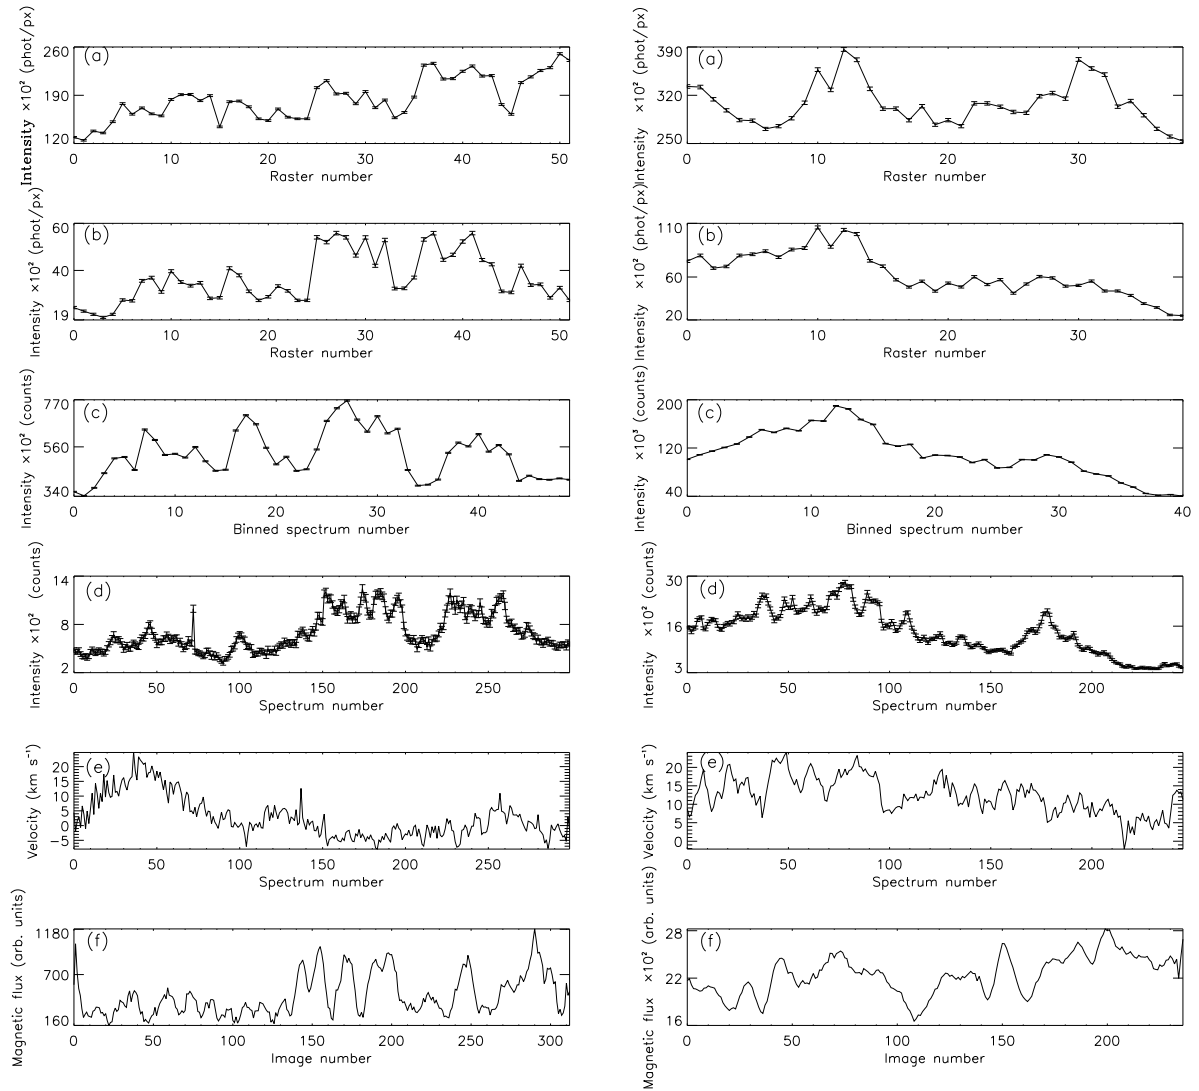 (a)
Intensity ×10² (phot/px)
260
190
120
0 10 20 30 40 50
Raster number
(b)
Intensity ×10² (phot/px)
60
40
19
0 10 20 30 40 50
Raster number
(c)
Intensity ×10² (counts)
770
560
340
0 10 20 30 40
Binned spectrum number
(d)
Intensity ×10² (counts)
14
8
2
0 50 100 150 200 250
Spectrum number
(e)
Velocity (km s⁻¹)
20
15
10
5
0
−5
0 50 100 150 200 250
Spectrum number
(f)
Magnetic flux (arb. units)
1180
700
160
0 50 100 150 200 250 300
Image number
(a)
Intensity ×10² (phot/px)
390
320
250
0 10 20 30
Raster number
(b)
Intensity ×10² (phot/px)
110
60
20
0 10 20 30
Raster number
(c)
Intensity ×10³ (counts)
200
120
40
0 10 20 30 40
Binned spectrum number
(d)
Intensity ×10² (counts)
30
16
3
0 50 100 150 200
Spectrum number
(e)
Velocity (km s⁻¹)
20
15
10
5
0
0 50 100 150 200
Spectrum number
(f)
Magnetic flux ×10² (arb. units)
28
22
16
0 50 100 150 200
Image number